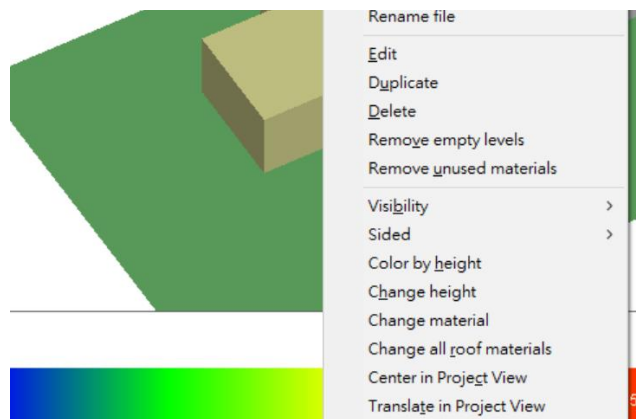 Rename file
Edit
Duplicate
Delete
Remove empty levels
Remove unused materials
Visibility
Sided
Color by height
Change height
Change material
Change all roof materials
Center in Project View
Translate in Project View
5